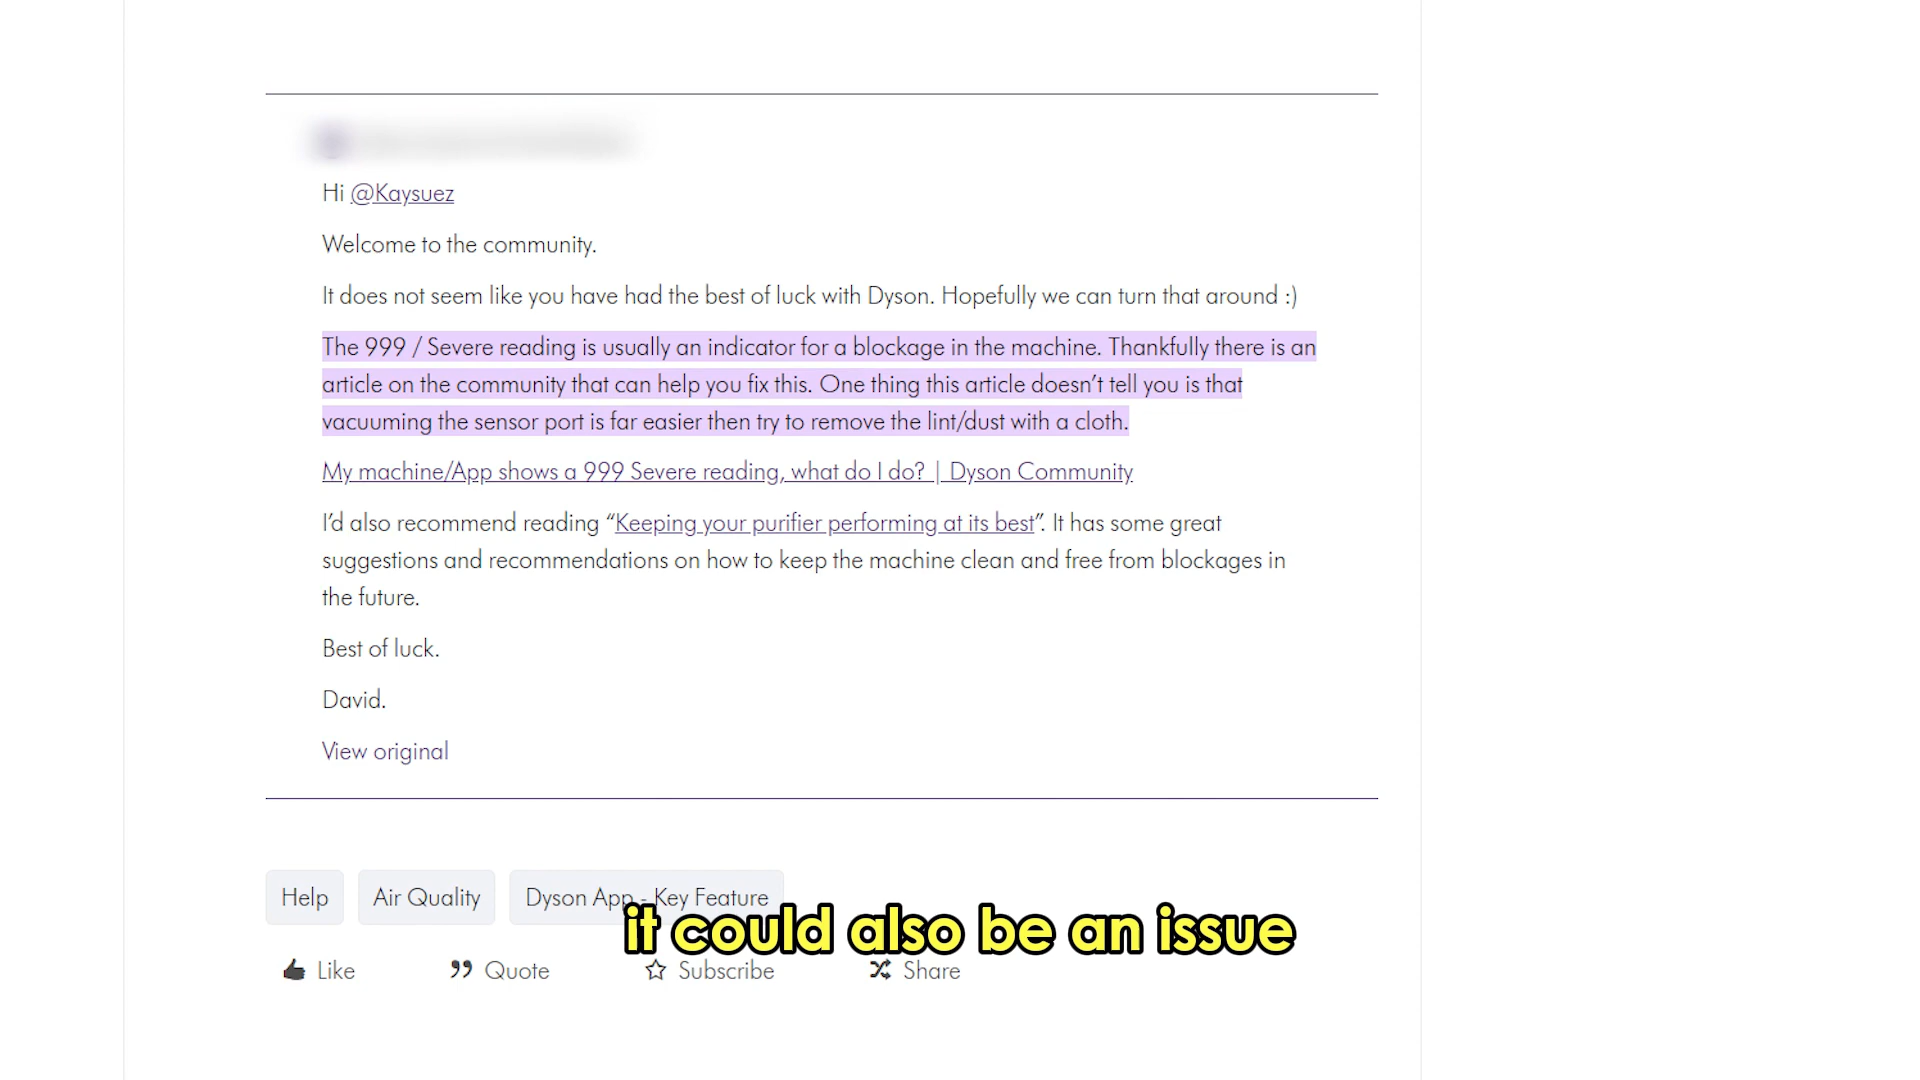 Hi @Kaysuez
Welcome to the community.
It does not seem like you have had the best of luck with Dyson. Hopefully we can turn that around :)
The 999 / Severe reading is usually an indicator for a blockage in the machine. Thankfully there is an
article on the community that can help you fix this. One thing this article doesn’t tell you is that
vacuuming the sensor port is far easier then try to remove the lint/dust with a cloth.
My machine/App shows a 999 Severe reading, what do I do? | Dyson Community
I’d also recommend reading “Keeping your purifier performing at its best”. It has some great
suggestions and recommendations on how to keep the machine clean and free from blockages in
the future.
Best of luck.
David.
View original
Help Air Quality Dyson App - Key Feature
it could also be an issue
Like Quote Subscribe Share